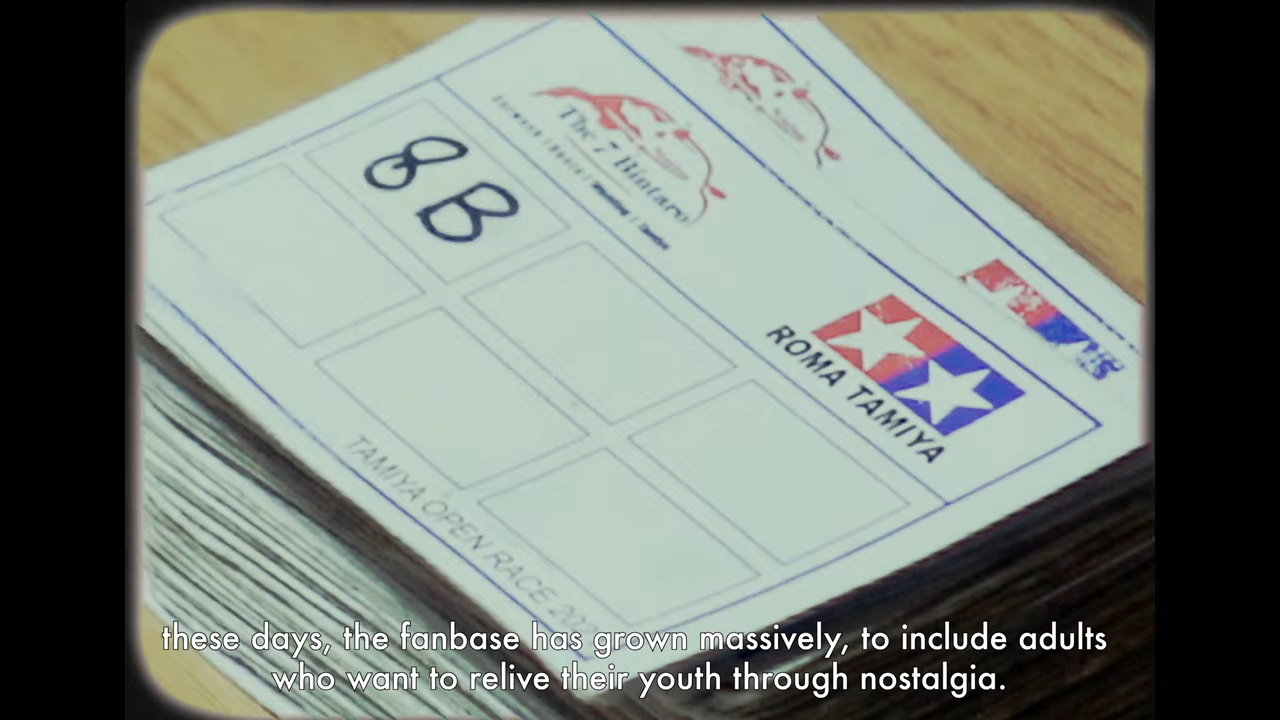 8B
The 7 Bintaro
ROMA TAMIYA
TAMIYA OPEN RACE
these days, the fanbase has grown massively, to include adults
who want to relive their youth through nostalgia.